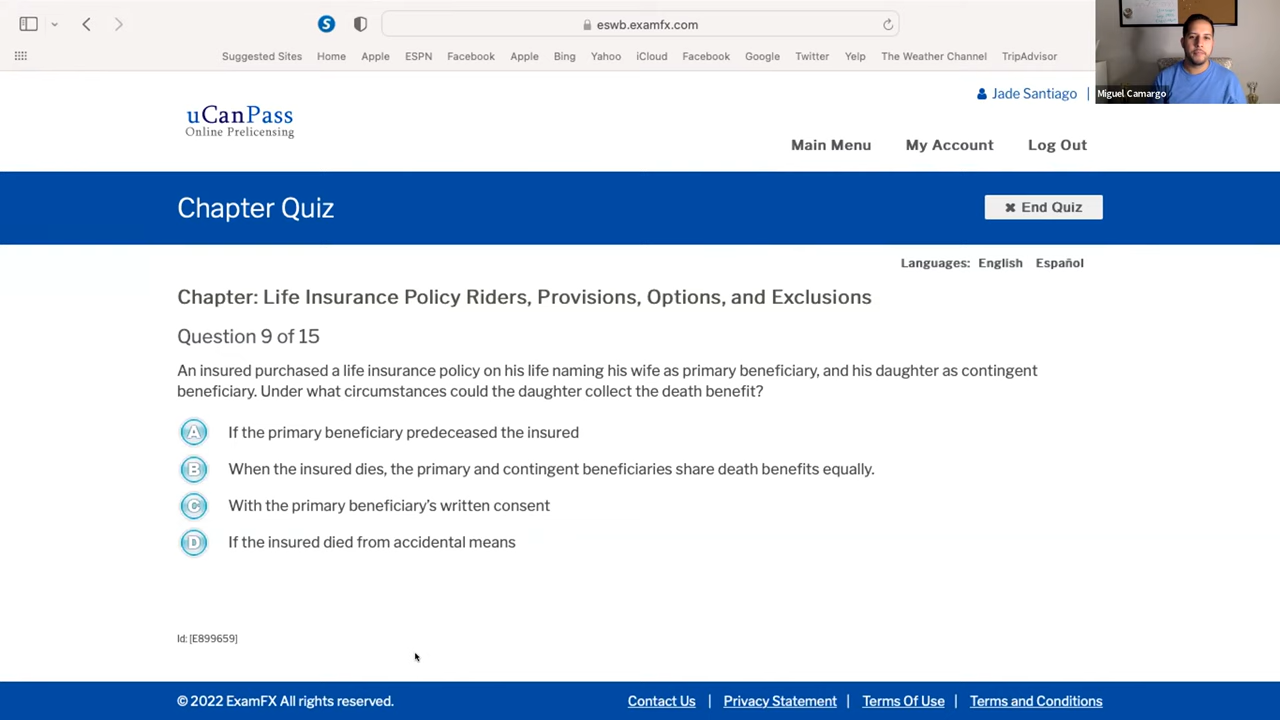 eswb.examfx.com
Suggested Sites Home Apple ESPN Facebook Apple Bing Yahoo iCloud Facebook Google Twitter Yelp The Weather Channel TripAdvisor
Miguel Camargo
Jade Santiago |
uCanPass
Online Prelicensing
Main Menu My Account Log Out
Chapter Quiz
✖ End Quiz
Languages: English Español
Chapter: Life Insurance Policy Riders, Provisions, Options, and Exclusions
Question 9 of 15
An insured purchased a life insurance policy on his life naming his wife as primary beneficiary, and his daughter as contingent
beneficiary. Under what circumstances could the daughter collect the death benefit?
A If the primary beneficiary predeceased the insured
B When the insured dies, the primary and contingent beneficiaries share death benefits equally.
C With the primary beneficiary's written consent
D If the insured died from accidental means
Id: [E899659]
© 2022 ExamFX All rights reserved. Contact Us | Privacy Statement | Terms Of Use | Terms and Conditions